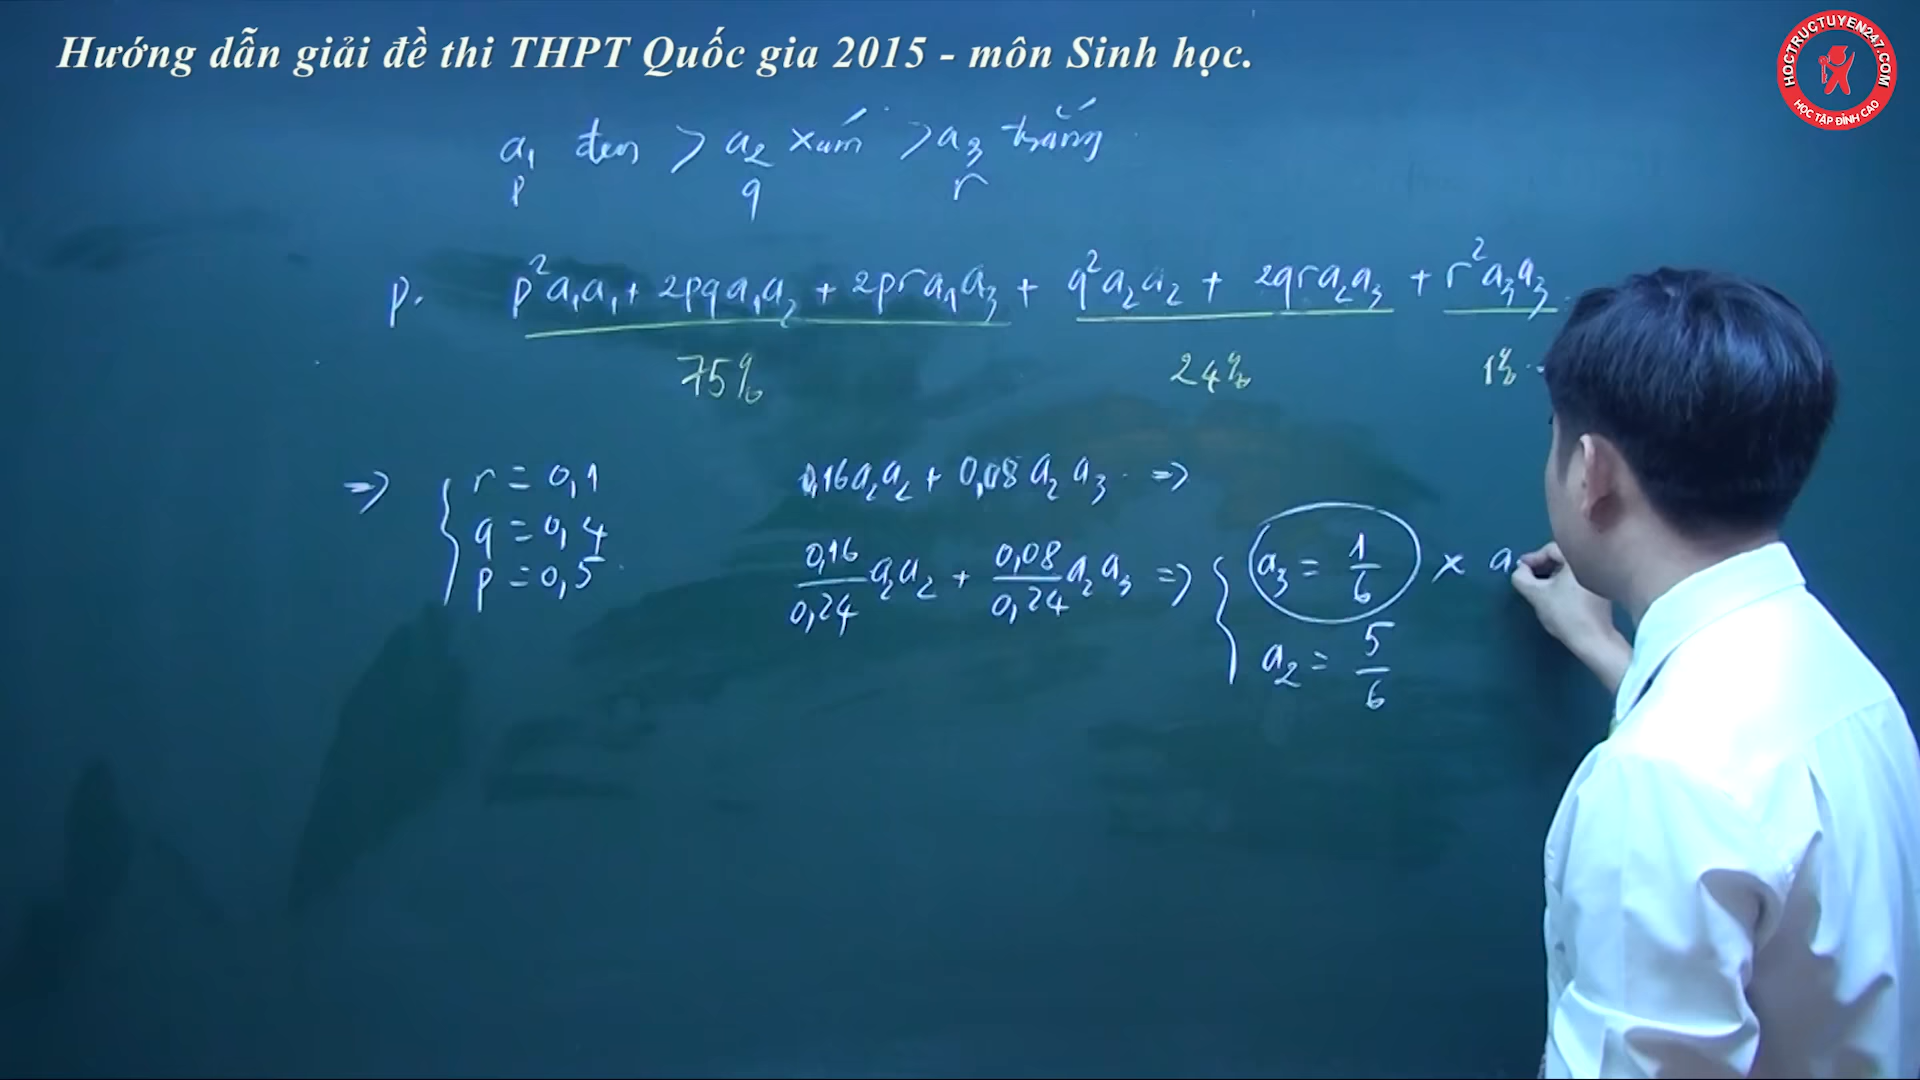 Hướng dẫn giải đề thi THPT Quốc gia 2015 - môn Sinh học.
HOCTRUCTUYEN247.COM
HỌC TẬP ĐỈNH CAO
a₁ đen > a₂ xám > a₃ trắng
p q r
p. p²a₁a₁ + 2pqa₁a₂ + 2pra₁a₃ + q²a₂a₂ + 2qra₂a₃ + r²a₃a₃
75% 24% 1%
=> { r = 0,1
q = 0,4
p = 0,5
0,16a₂a₂ + 0,08a₂a₃ =>
0,16/0,24 a₂a₂ + 0,08/0,24 a₂a₃ => { a₃ = 1/6 x a
a₂ = 5/6